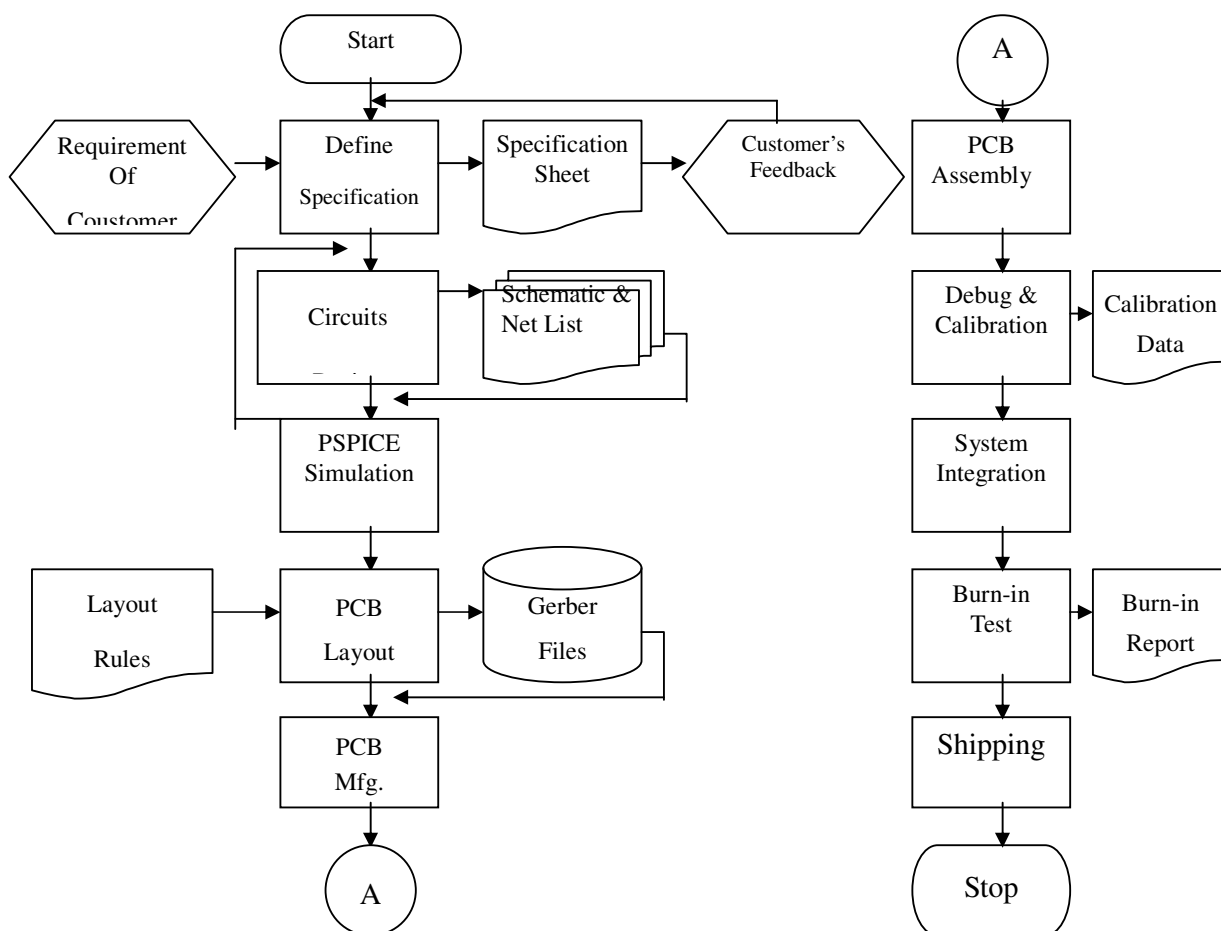 Start
A
Requirement
Of
Coustomer
Define
Specification
Specification
Sheet
Customer's
Feedback
PCB
Assembly
Circuits
Schematic &
Net List
Debug &
Calibration
Calibration
Data
PSPICE
Simulation
System
Integration
Layout
Rules
PCB
Layout
Gerber
Files
Burn-in
Test
Burn-in
Report
PCB
Mfg.
Shipping
A
Stop